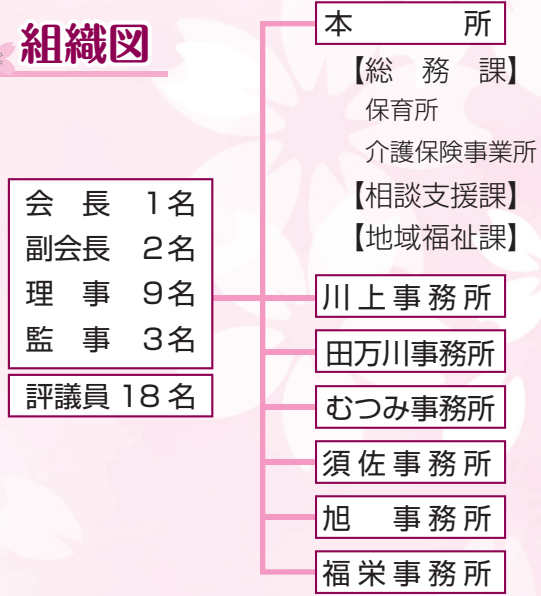 組織図
会　長　1名
副会長　2名
理　事　9名
監　事　3名
評議員 18名
本　　　所
【総　務　課】
保育所
介護保険事業所
【相談支援課】
【地域福祉課】
川上事務所
田万川事務所
むつみ事務所
須佐事務所
旭　事務所
福栄事務所